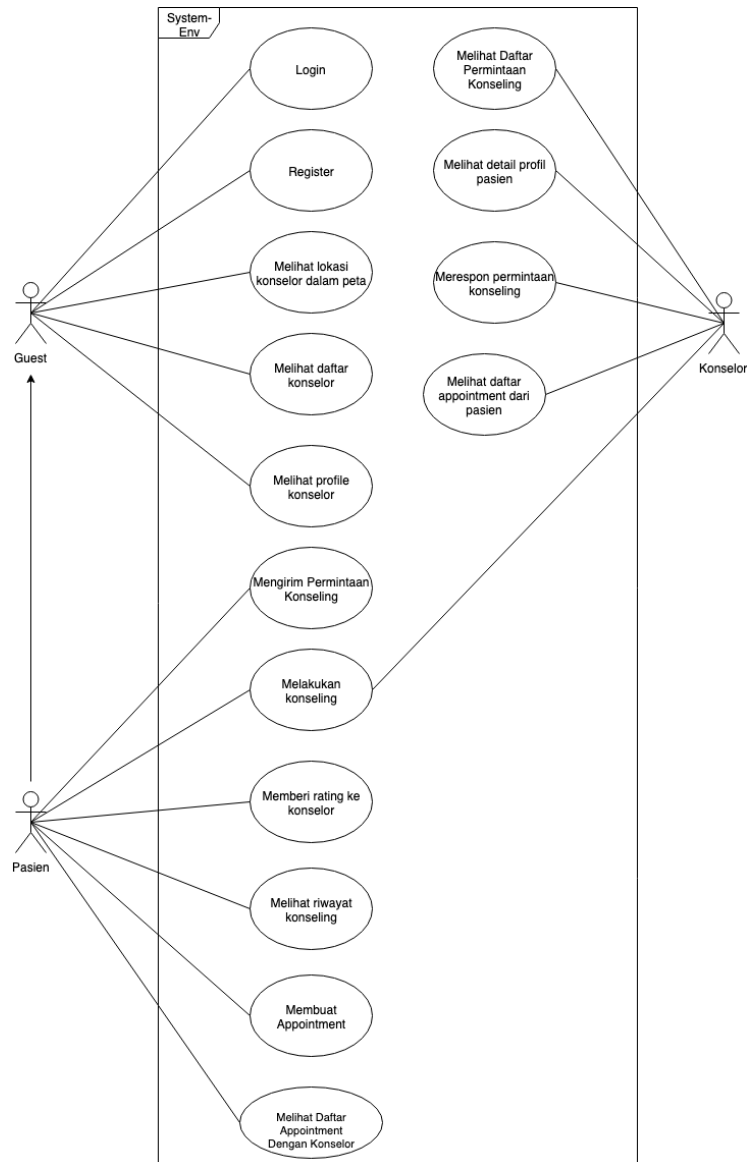 System-
Env
Login
Melihat Daftar
Permintaan
Konseling
Register
Melihat detail profil
pasien
Melihat lokasi
konselor dalam peta
Merespon permintaan
konseling
Guest
Konselor
Melihat daftar
konselor
Melihat daftar
appointment dari
pasien
Melihat profile
konselor
Mengirim Permintaan
Konseling
Melakukan
konseling
Memberi rating ke
konselor
Pasien
Melihat riwayat
konseling
Membuat
Appointment
Melihat Daftar
Appointment
Dengan Konselor